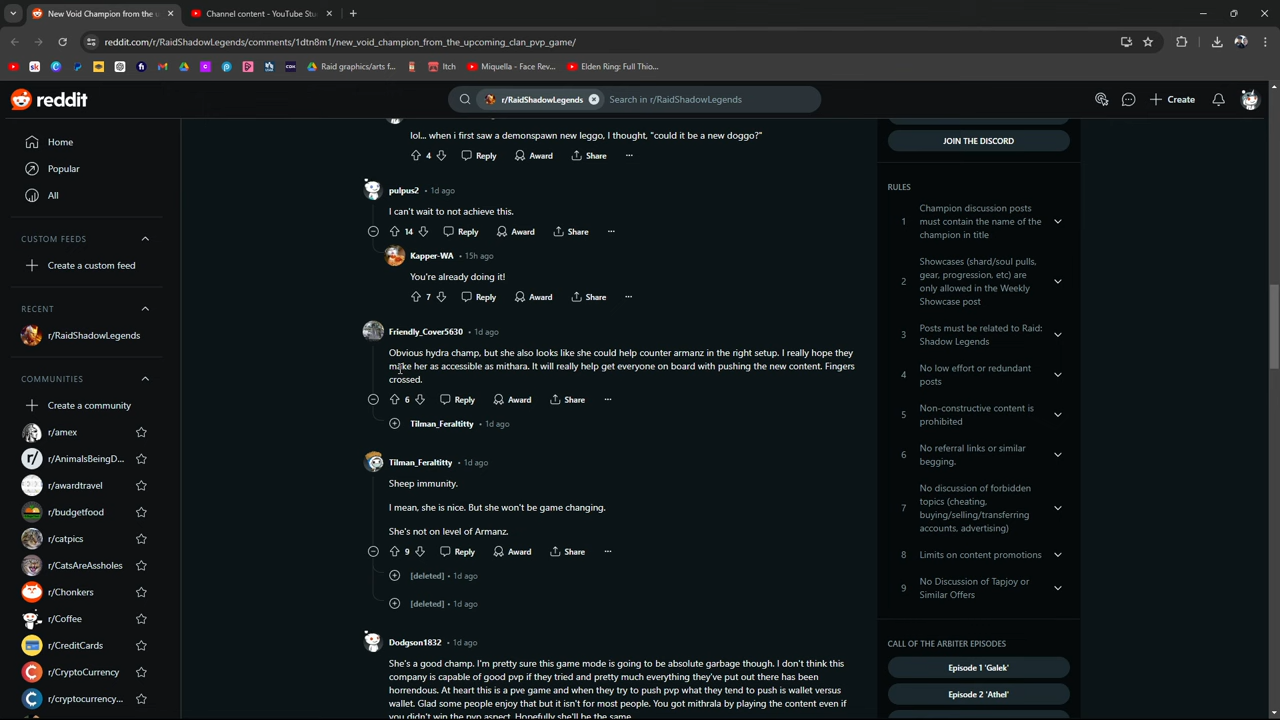 New Void Champion from the u
Channel content - YouTube Stu
reddit.com/r/RaidShadowLegends/comments/1dtn8m1/new_void_champion_from_the_upcoming_clan_pvp_game/
Raid graphics/arts f...
Itch
Miquella - Face Rev...
Elden Ring: Full Thio...
reddit
r/RaidShadowLegends
Search in r/RaidShadowLegends
Create
Home
Popular
All
CUSTOM FEEDS
Create a custom feed
RECENT
r/RaidShadowLegends
COMMUNITIES
Create a community
r/amex
r/AnimalsBeingD...
r/awardtravel
r/budgetfood
r/catpics
r/CatsAreAssholes
r/Chonkers
r/Coffee
r/CreditCards
r/CryptoCurrency
r/cryptocurrency...
lol... when i first saw a demonspawn new leggo, I thought, "could it be a new doggo?"
4 Reply Award Share
pulpus2 • 1d ago
I can't wait to not achieve this.
14 Reply Award Share
Kapper-WA • 15h ago
You're already doing it!
7 Reply Award Share
Friendly_Cover5630 • 1d ago
Obvious hydra champ, but she also looks like she could help counter armanz in the right setup. I really hope they
make her as accessible as mithara. It will really help get everyone on board with pushing the new content. Fingers
crossed.
6 Reply Award Share
Tilman_Feraltitty • 1d ago
Tilman_Feraltitty • 1d ago
Sheep immunity.
I mean, she is nice. But she won't be game changing.
She's not on level of Armanz.
9 Reply Award Share
[deleted] • 1d ago
[deleted] • 1d ago
Dodgson1832 • 1d ago
She's a good champ. I'm pretty sure this game mode is going to be absolute garbage though. I don't think this
company is capable of good pvp if they tried and pretty much everything they've put out there has been
horrendous. At heart this is a pve game and when they try to push pvp what they tend to push is wallet versus
wallet. Glad some people enjoy that but it isn't for most people. You got mithrala by playing the content even if
you didn't win the pvp aspect. Hopefully she'll be the same.
JOIN THE DISCORD
RULES
1 Champion discussion posts
must contain the name of the
champion in title
2 Showcases (shard/soul pulls,
gear, progression, etc) are
only allowed in the Weekly
Showcase post
3 Posts must be related to Raid:
Shadow Legends
4 No low effort or redundant
posts
5 Non-constructive content is
prohibited
6 No referral links or similar
begging.
7 No discussion of forbidden
topics (cheating,
buying/selling/transferring
accounts, advertising)
8 Limits on content promotions
9 No Discussion of Tapjoy or
Similar Offers
CALL OF THE ARBITER EPISODES
Episode 1 'Galek'
Episode 2 'Athel'